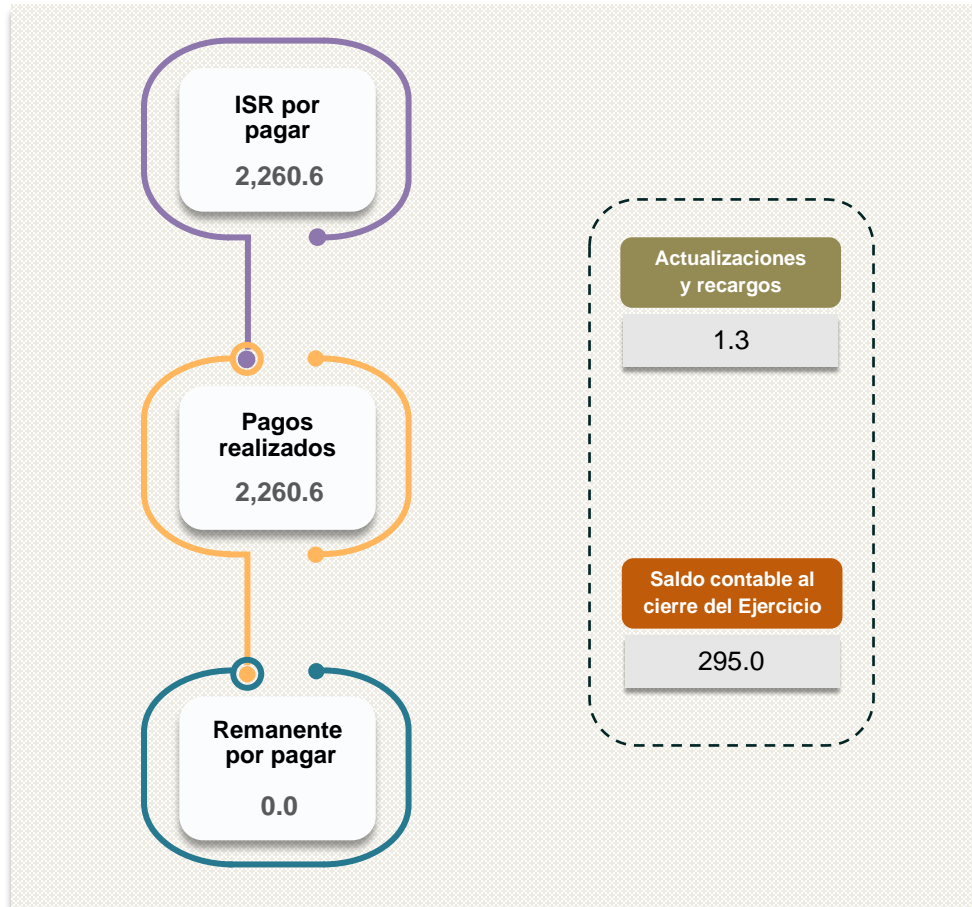 ISR por
pagar
2,260.6
Pagos
realizados
2,260.6
Remanente
por pagar
0.0
Actualizaciones
y recargos
1.3
Saldo contable al
cierre del Ejercicio
295.0